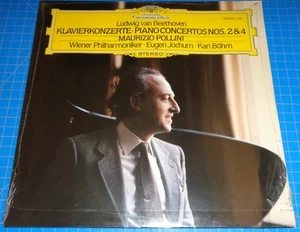 Ludwig van Beethoven
KLAVIERKONZERTE · PIANO CONCERTOS NOS. 2 & 4
MAURIZIO POLLINI
Wiener Philharmoniker · Eugen Jochum · Karl Böhm
STEREO